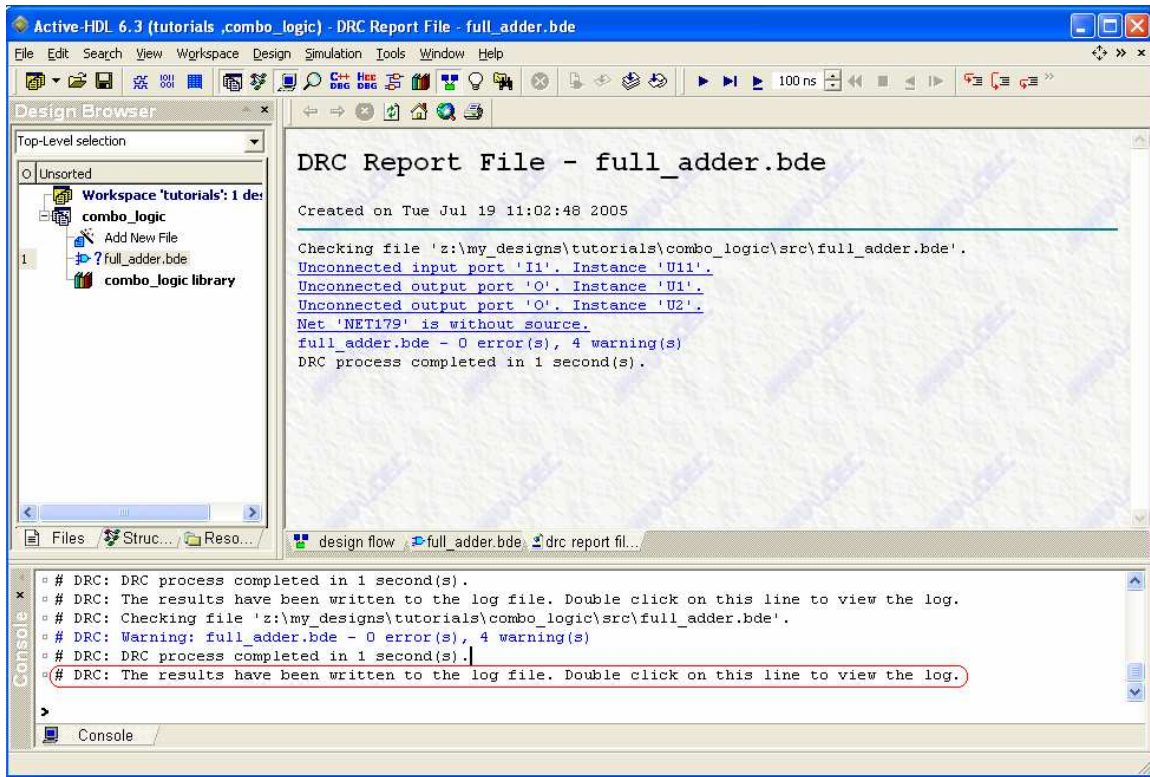 Active-HDL 6.3 (tutorials ,combo_logic) - DRC Report File - full_adder.bde
File Edit Search View Workspace Design Simulation Tools Window Help
100 ns
Design Browser
Top-Level selection
O Unsorted
Workspace 'tutorials': 1 des
combo_logic
Add New File
1 ? full_adder.bde
combo_logic library
Files Struc... Reso...
DRC Report File - full_adder.bde
Created on Tue Jul 19 11:02:48 2005
Checking file 'z:\my_designs\tutorials\combo_logic\src\full_adder.bde'.
Unconnected input port 'I1'. Instance 'U11'.
Unconnected output port 'O'. Instance 'U1'.
Unconnected output port 'O'. Instance 'U2'.
Net 'NET179' is without source.
full_adder.bde - 0 error(s), 4 warning(s)
DRC process completed in 1 second(s).
design flow full_adder.bde drc report fil...
# DRC: DRC process completed in 1 second(s).
# DRC: The results have been written to the log file. Double click on this line to view the log.
# DRC: Checking file 'z:\my_designs\tutorials\combo_logic\src\full_adder.bde'.
# DRC: Warning: full_adder.bde - 0 error(s), 4 warning(s)
# DRC: DRC process completed in 1 second(s).
# DRC: The results have been written to the log file. Double click on this line to view the log.
>
Console
Console